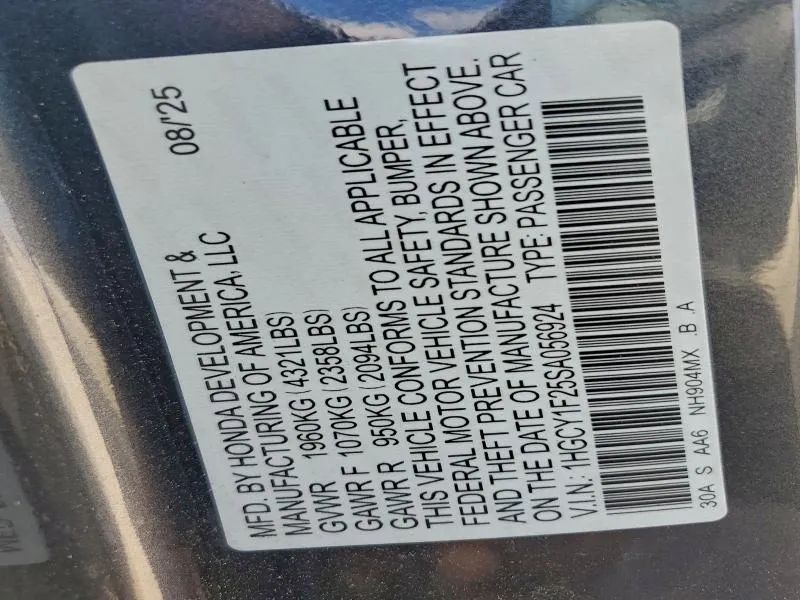 08/'25
MFD. BY HONDA DEVELOPMENT &
MANUFACTURING OF AMERICA, LLC
GVWR 1960KG (4321LBS)
GAWR F 1070KG (2358LBS)
GAWR R 950KG (2094LBS)
THIS VEHICLE CONFORMS TO ALL APPLICABLE
FEDERAL MOTOR VEHICLE SAFETY, BUMPER,
AND THEFT PREVENTION STANDARDS IN EFFECT
ON THE DATE OF MANUFACTURE SHOWN ABOVE.
V.I.N: 1HGCY1F25SA056924 TYPE: PASSENGER CAR
30A S AA6 NH904MX .B .A